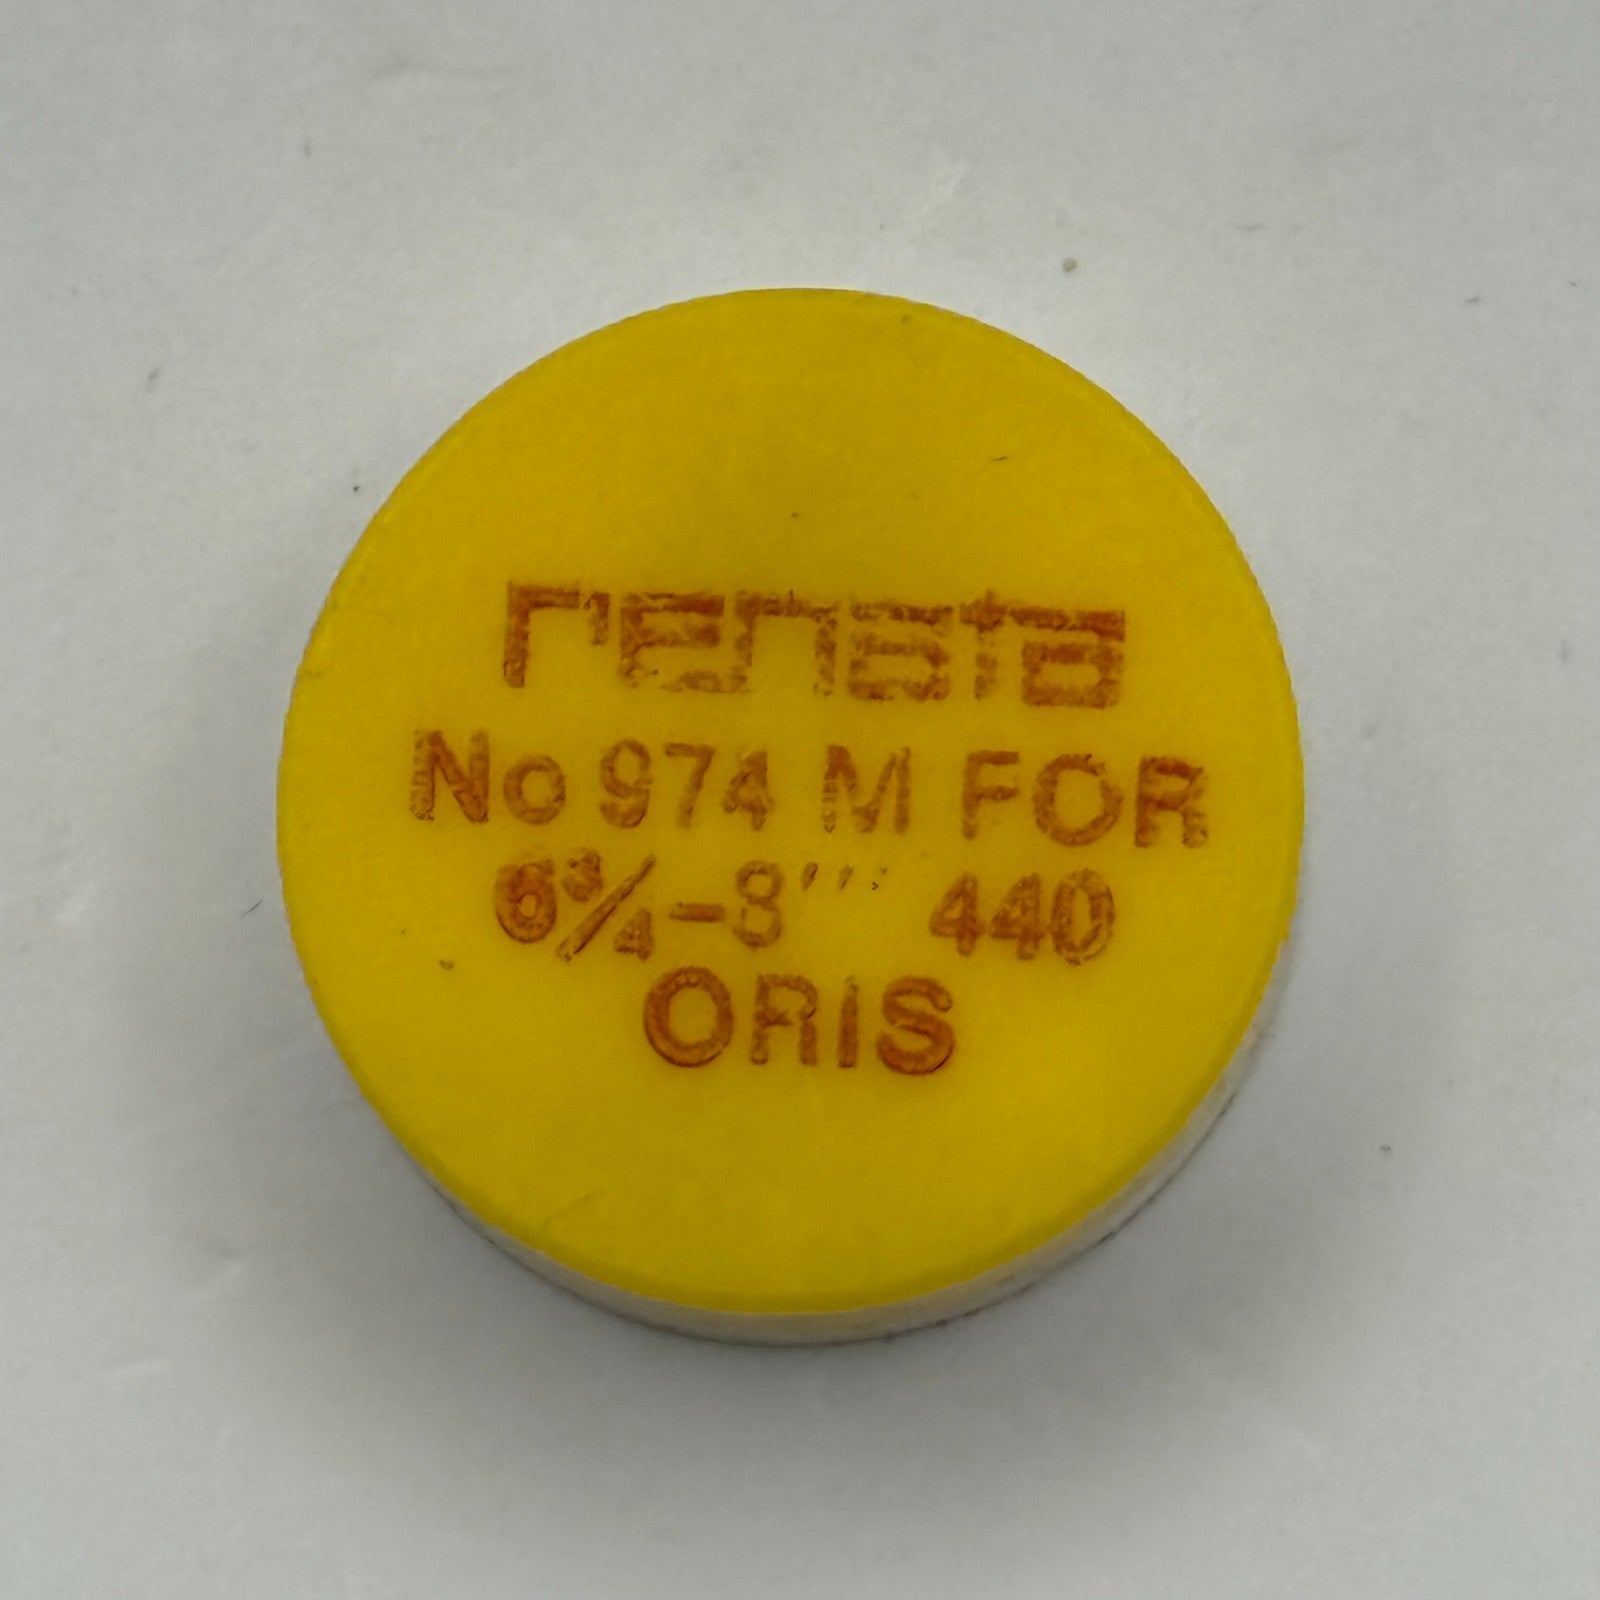 renata
No 974 M FOR
6¾-8''' 440
ORIS